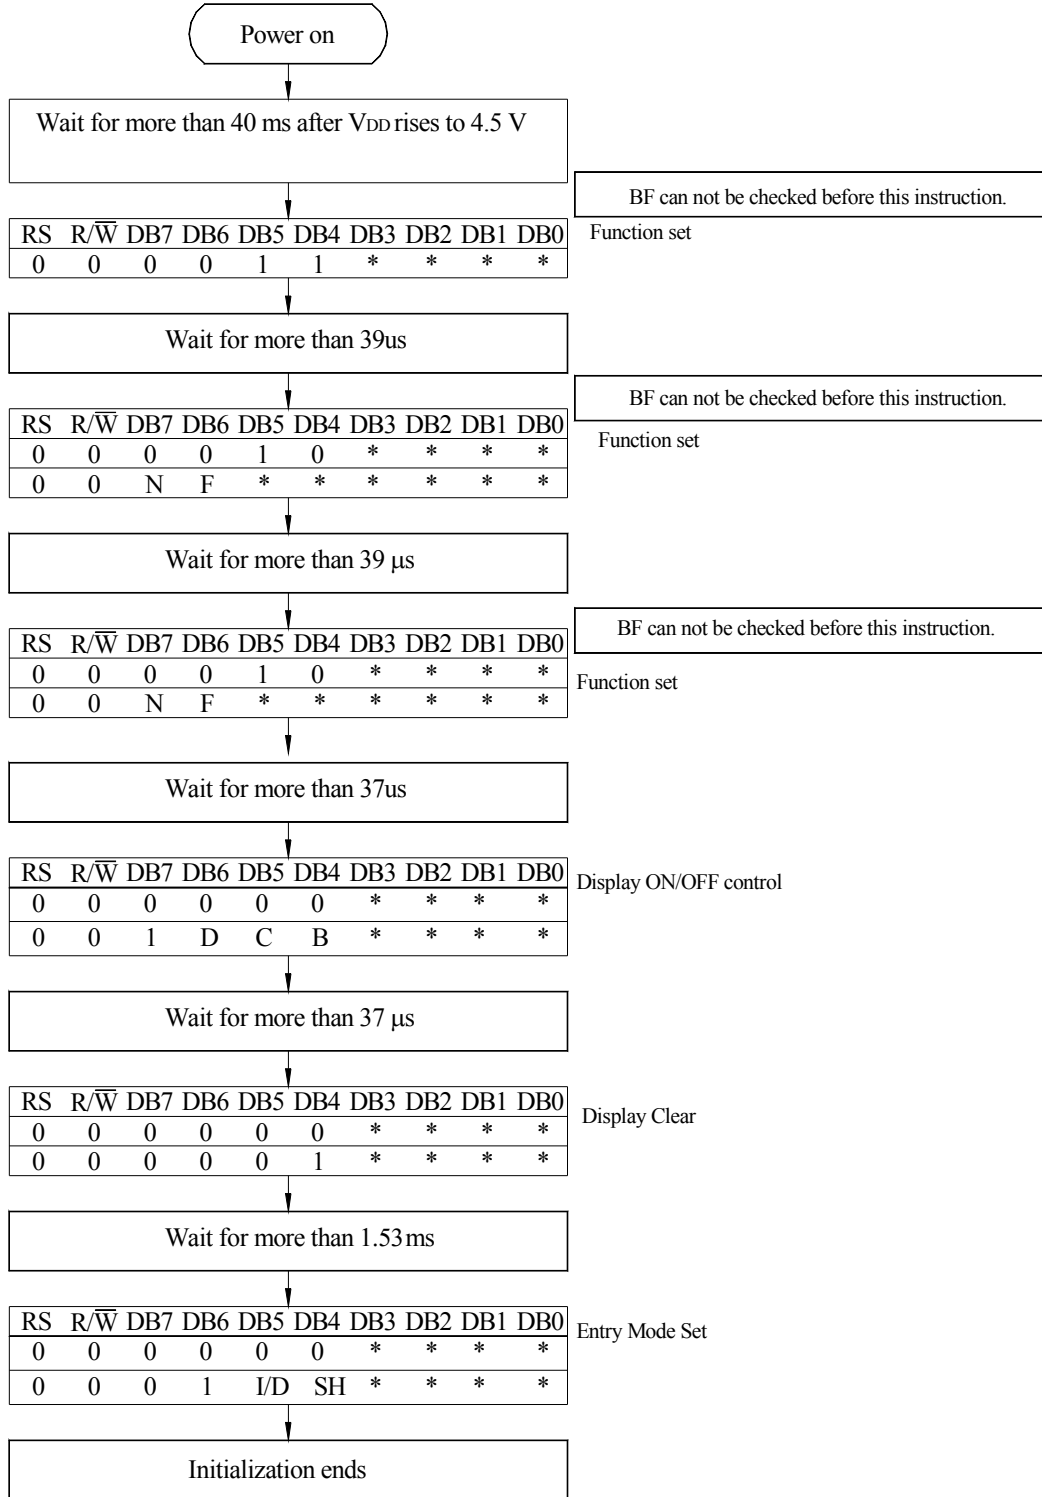 Power on
Wait for more than 40 ms after VDD rises to 4.5 V
BF can not be checked before this instruction.
RS R/W̅ DB7 DB6 DB5 DB4 DB3 DB2 DB1 DB0
Function set
0 0 0 0 1 1 * * * *
Wait for more than 39us
BF can not be checked before this instruction.
RS R/W̅ DB7 DB6 DB5 DB4 DB3 DB2 DB1 DB0
Function set
0 0 0 0 1 0 * * * *
0 0 N F * * * * * *
Wait for more than 39 μs
BF can not be checked before this instruction.
RS R/W̅ DB7 DB6 DB5 DB4 DB3 DB2 DB1 DB0
0 0 0 0 1 0 * * * *
Function set
0 0 N F * * * * * *
Wait for more than 37us
RS R/W̅ DB7 DB6 DB5 DB4 DB3 DB2 DB1 DB0
Display ON/OFF control
0 0 0 0 0 0 * * * *
0 0 1 D C B * * * *
Wait for more than 37 μs
RS R/W̅ DB7 DB6 DB5 DB4 DB3 DB2 DB1 DB0
Display Clear
0 0 0 0 0 0 * * * *
0 0 0 0 0 1 * * * *
Wait for more than 1.53ms
RS R/W̅ DB7 DB6 DB5 DB4 DB3 DB2 DB1 DB0
Entry Mode Set
0 0 0 0 0 0 * * * *
0 0 0 1 I/D SH * * * *
Initialization ends